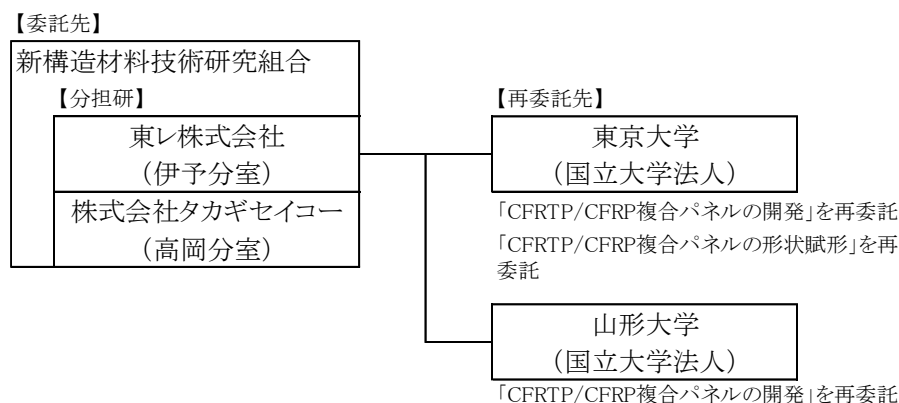 【委託先】
新構造材料技術研究組合
【分担研】
東レ株式会社
(伊予分室)
株式会社タカギセイコー
(高岡分室)
【再委託先】
東京大学
(国立大学法人)
「CFRTP/CFRP複合パネルの開発」を再委託
「CFRTP/CFRP複合パネルの形状賦形」を再
委託
山形大学
(国立大学法人)
「CFRTP/CFRP複合パネルの開発」を再委託